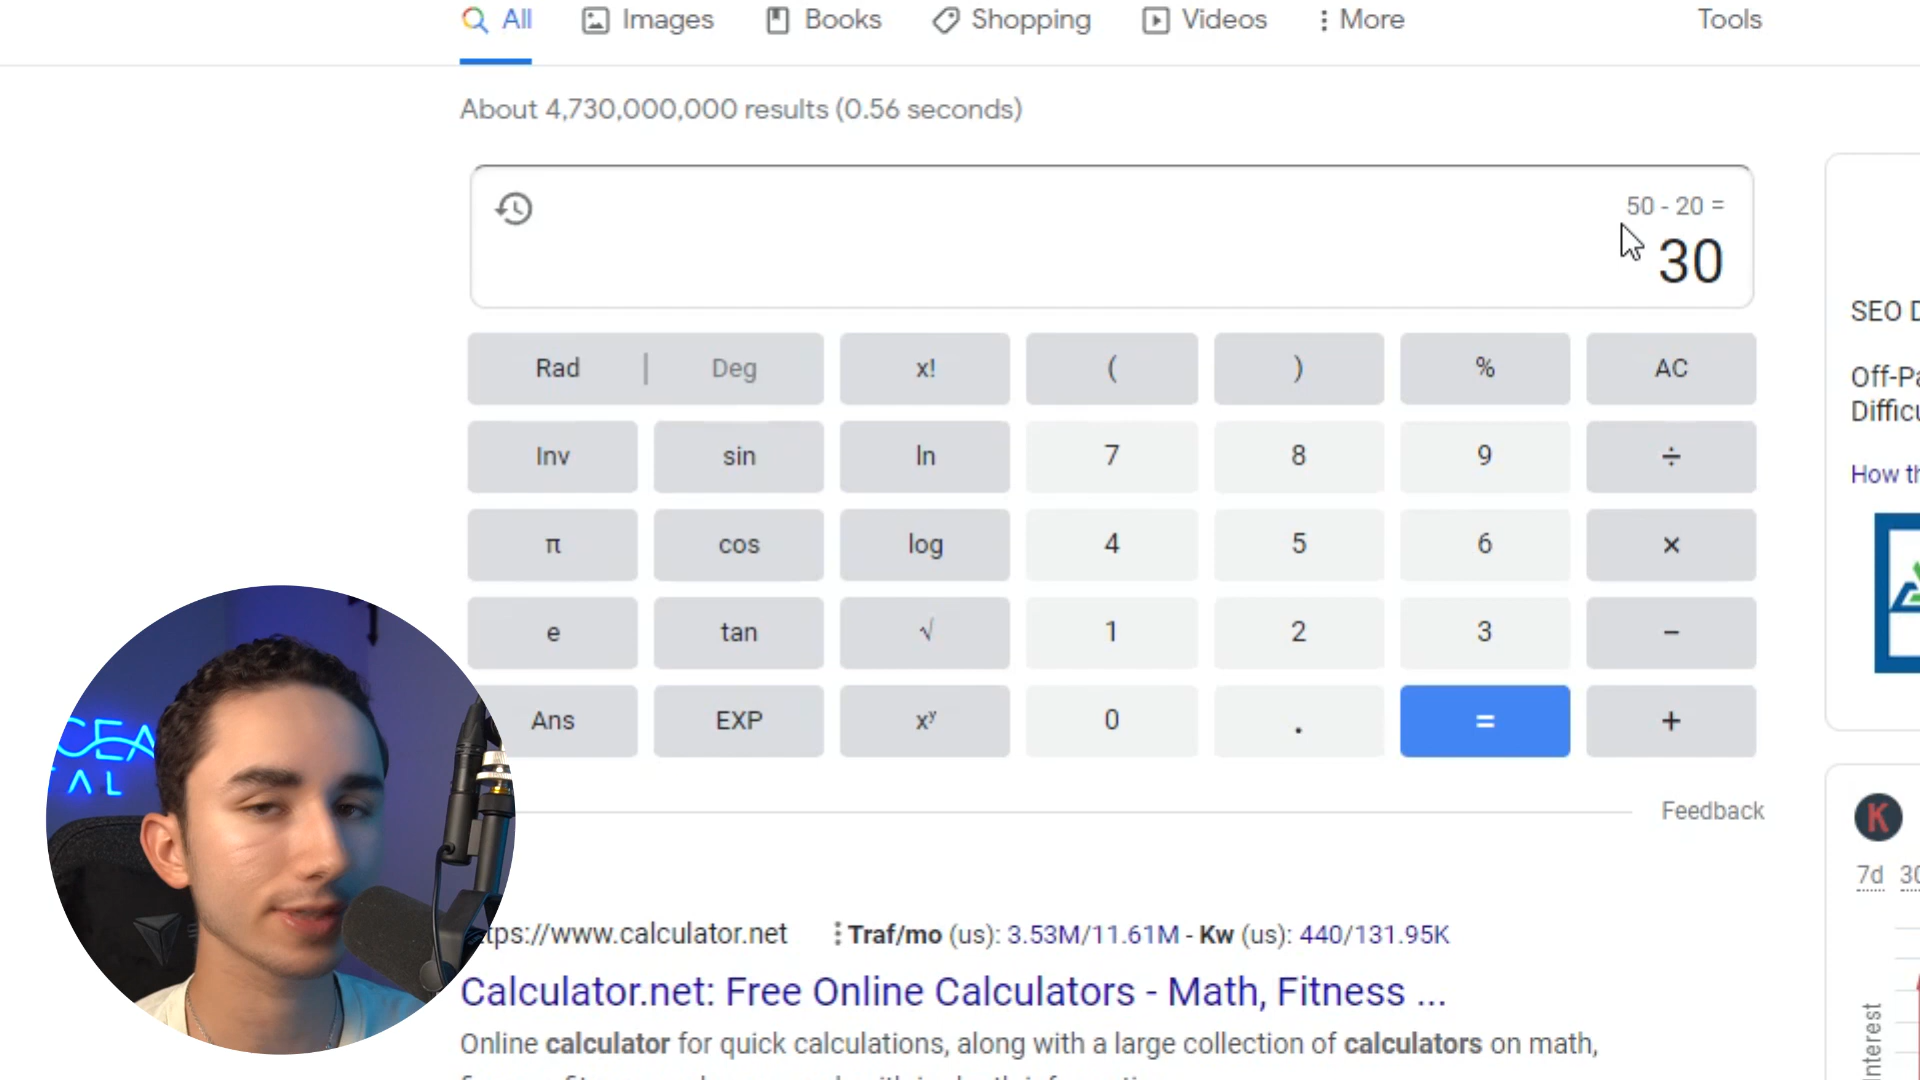 All Images Books Shopping Videos More Tools
About 4,730,000,000 results (0.56 seconds)
50 - 20 =
30
Rad | Deg x! ( ) % AC
Inv sin ln 7 8 9 ÷
π cos log 4 5 6 ×
e tan √ 1 2 3 −
Ans EXP xʸ 0 . = +
Feedback
SEO
How
K
7d
Interest
AL
://www.calculator.net Traf/mo (us): 3.53M/11.61M - Kw (us): 440/131.95K
Calculator.net: Free Online Calculators - Math, Fitness ...
Online calculator for quick calculations, along with a large collection of calculators on math,